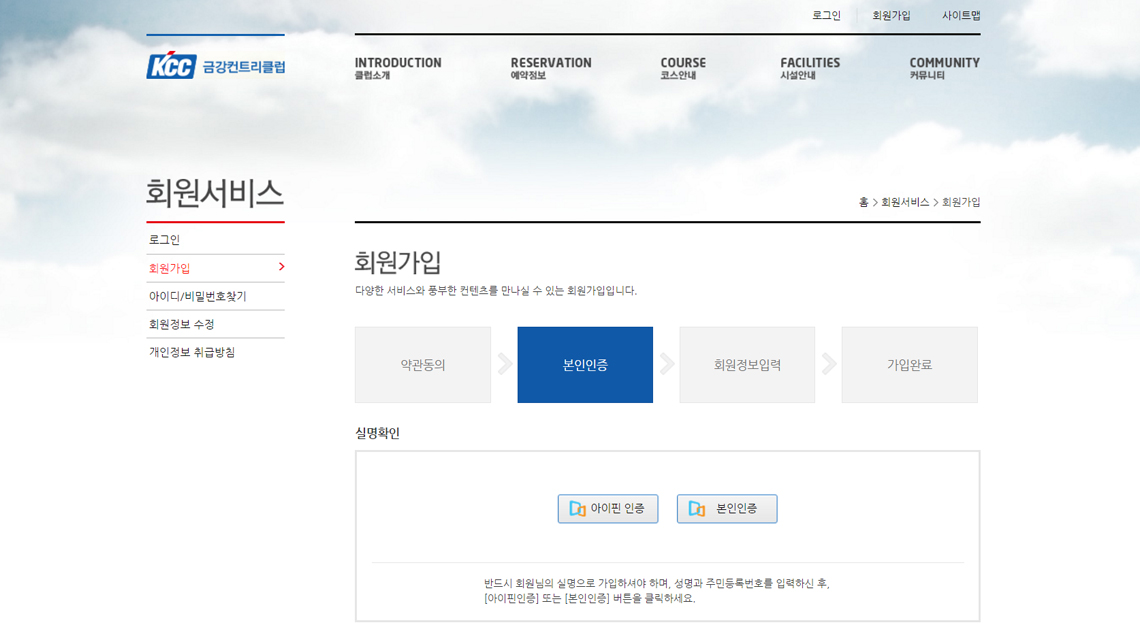 로그인 회원가입 사이트맵
KCC 금강컨트리클럽
INTRODUCTION RESERVATION COURSE FACILITIES COMMUNITY
클럽소개 예약정보 코스안내 시설안내 커뮤니티
회원서비스
홈 > 회원서비스 > 회원가입
로그인
회원가입
아이디/비밀번호찾기
회원정보 수정
개인정보 취급방침
회원가입
다양한 서비스와 풍부한 컨텐츠를 만나실 수 있는 회원가입입니다.
약관동의 본인인증 회원정보입력 가입완료
실명확인
아이핀 인증 본인인증
반드시 회원님의 실명으로 가입하셔야 하며, 성명과 주민등록번호를 입력하신 후,
[아이핀인증] 또는 [본인인증] 버튼을 클릭하세요.